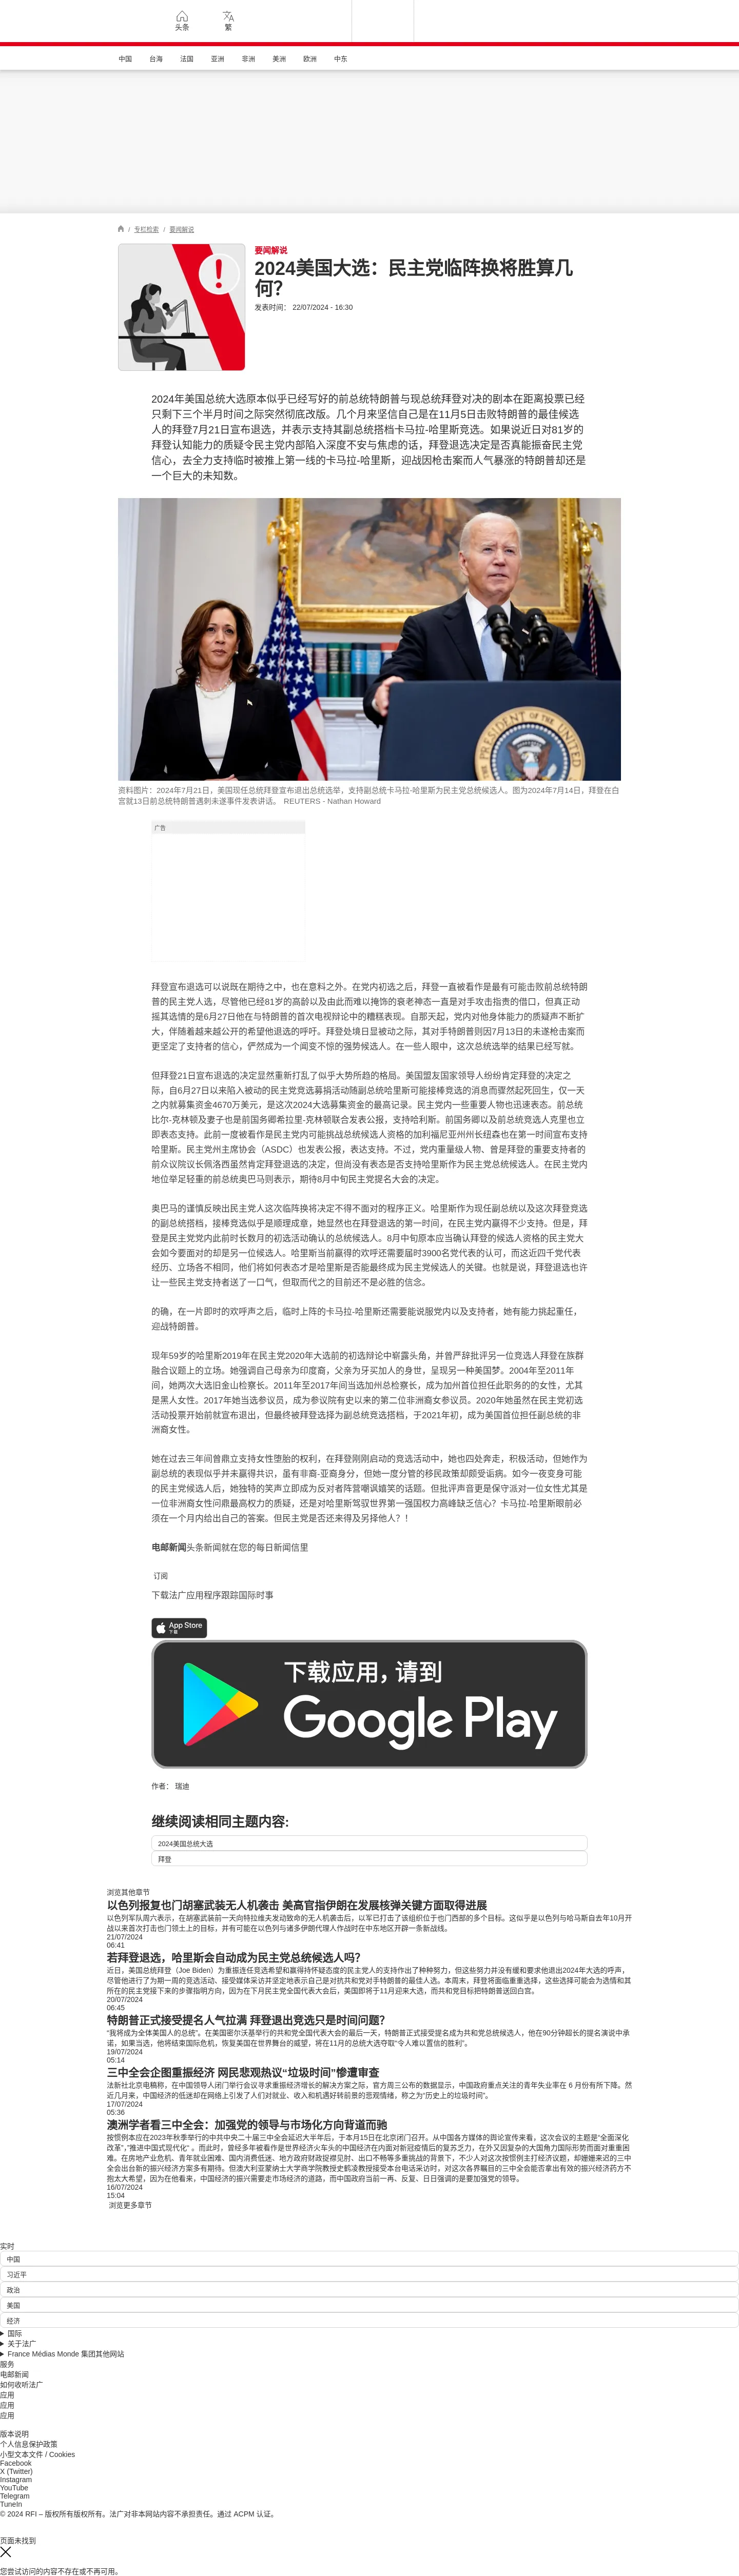 头条
繁
中国
台海
法国
亚洲
非洲
美洲
欧洲
中东
/ 专栏检索 / 要闻解说
要闻解说
2024美国大选：民主党临阵换将胜算几
何？
发表时间： 22/07/2024 - 16:30
2024年美国总统大选原本似乎已经写好的前总统特朗普与现总统拜登对决的剧本在距离投票已经
只剩下三个半月时间之际突然彻底改版。几个月来坚信自己是在11月5日击败特朗普的最佳候选
人的拜登7月21日宣布退选，并表示支持其副总统搭档卡马拉-哈里斯竞选。如果说近日对81岁的
拜登认知能力的质疑令民主党内部陷入深度不安与焦虑的话，拜登退选决定是否真能振奋民主党
信心，去全力支持临时被推上第一线的卡马拉-哈里斯，迎战因枪击案而人气暴涨的特朗普却还是
一个巨大的未知数。
资料图片：2024年7月21日，美国现任总统拜登宣布退出总统选举，支持副总统卡马拉-哈里斯为民主党总统候选人。图为2024年7月14日，拜登在白
宫就13日前总统特朗普遇刺未遂事件发表讲话。 REUTERS - Nathan Howard
广告
拜登宣布退选可以说既在期待之中，也在意料之外。在党内初选之后，拜登一直被看作是最有可能击败前总统特朗
普的民主党人选，尽管他已经81岁的高龄以及由此而难以掩饰的衰老神态一直是对手攻击指责的借口，但真正动
摇其选情的是6月27日他在与特朗普的首次电视辩论中的糟糕表现。自那天起，党内对他身体能力的质疑声不断扩
大，伴随着越来越公开的希望他退选的呼吁。拜登处境日显被动之际，其对手特朗普则因7月13日的未遂枪击案而
更坚定了支持者的信心，俨然成为一个闻变不惊的强势候选人。在一些人眼中，这次总统选举的结果已经写就。
但拜登21日宣布退选的决定显然重新打乱了似乎大势所趋的格局。美国盟友国家领导人纷纷肯定拜登的决定之
际，自6月27日以来陷入被动的民主党竞选募捐活动随副总统哈里斯可能接棒竞选的消息而骤然起死回生，仅一天
之内就募集资金4670万美元，是这次2024大选募集资金的最高记录。民主党内一些重要人物也迅速表态。前总统
比尔-克林顿及妻子也是前国务卿希拉里-克林顿联合发表公报，支持哈利斯。前国务卿以及前总统竞选人克里也立
即表态支持。此前一度被看作是民主党内可能挑战总统候选人资格的加利福尼亚州州长纽森也在第一时间宣布支持
哈里斯。民主党州主席协会（ASDC）也发表公报，表达支持。不过，党内重量级人物、曾是拜登的重要支持者的
前众议院议长佩洛西虽然肯定拜登退选的决定，但尚没有表态是否支持哈里斯作为民主党总统候选人。在民主党内
地位举足轻重的前总统奥巴马则表示，期待8月中旬民主党提名大会的决定。
奥巴马的谨慎反映出民主党人这次临阵换将决定不得不面对的程序正义。哈里斯作为现任副总统以及这次拜登竞选
的副总统搭档，接棒竞选似乎是顺理成章，她显然也在拜登退选的第一时间，在民主党内赢得不少支持。但是，拜
登是民主党党内此前时长数月的初选活动确认的总统候选人。8月中旬原本应当确认拜登的候选人资格的民主党大
会如今要面对的却是另一位候选人。哈里斯当前赢得的欢呼还需要届时3900名党代表的认可，而这近四千党代表
经历、立场各不相同，他们将如何表态才是哈里斯是否能最终成为民主党候选人的关键。也就是说，拜登退选也许
让一些民主党支持者送了一口气，但取而代之的目前还不是必胜的信念。
的确，在一片即时的欢呼声之后，临时上阵的卡马拉-哈里斯还需要能说服党内以及支持者，她有能力挑起重任，
迎战特朗普。
现年59岁的哈里斯2019年在民主党2020年大选前的初选辩论中崭露头角，并曾严辞批评另一位竞选人拜登在族群
融合议题上的立场。她强调自己母亲为印度裔，父亲为牙买加人的身世，呈现另一种美国梦。2004年至2011年
间，她两次大选旧金山检察长。2011年至2017年间当选加州总检察长，成为加州首位担任此职务的的女性，尤其
是黑人女性。2017年她当选参议员，成为参议院有史以来的第二位非洲裔女参议员。2020年她虽然在民主党初选
活动投票开始前就宣布退出，但最终被拜登选择为副总统竞选搭档，于2021年初，成为美国首位担任副总统的非
洲裔女性。
她在过去三年间曾鼎立支持女性堕胎的权利，在拜登刚刚启动的竞选活动中，她也四处奔走，积极活动，但她作为
副总统的表现似乎并未赢得共识，虽有非裔-亚裔身分，但她一度分管的移民政策却颇受诟病。如今一夜变身可能
的民主党候选人后，她独特的笑声立即成为反对者阵营嘲讽嬉笑的话题。但批评声音更是保守派对一位女性尤其是
一位非洲裔女性问鼎最高权力的质疑，还是对哈里斯驾驭世界第一强国权力高峰缺乏信心？卡马拉-哈里斯眼前必
须在一个月内给出自己的答案。但民主党是否还来得及另择他人？！
电邮新闻头条新闻就在您的每日新闻信里
订阅
下载法广应用程序跟踪国际时事
App Store
下载
下载应用，请到
Google Play
作者： 瑞迪
继续阅读相同主题内容:
2024美国总统大选
拜登
浏览其他章节
以色列报复也门胡塞武装无人机袭击 美高官指伊朗在发展核弹关键方面取得进展
以色列军队周六表示，在胡塞武装前一天向特拉维夫发动致命的无人机袭击后，以军已打击了该组织位于也门西部的多个目标。这似乎是以色列与哈马斯自去年10月开
战以来首次打击也门领土上的目标，并有可能在以色列与诸多伊朗代理人作战时在中东地区开辟一条新战线。
21/07/2024
06:41
若拜登退选，哈里斯会自动成为民主党总统候选人吗？
近日，美国总统拜登（Joe Biden）为重振连任竞选希望和赢得持怀疑态度的民主党人的支持作出了种种努力，但这些努力并没有缓和要求他退出2024年大选的呼声，
尽管他进行了为期一周的竞选活动、接受媒体采访并坚定地表示自己是对抗共和党对手特朗普的最佳人选。本周末，拜登将面临重重选择，这些选择可能会为选情和其
所在的民主党接下来的步骤指明方向，因为在下月民主党全国代表大会后，美国即将于11月迎来大选，而共和党目标把特朗普送回白宫。
20/07/2024
06:45
特朗普正式接受提名人气拉满 拜登退出竞选只是时间问题？
“我将成为全体美国人的总统”。在美国密尔沃基举行的共和党全国代表大会的最后一天，特朗普正式接受提名成为共和党总统候选人，他在90分钟超长的提名演说中承
诺，如果当选，他将结束国际危机，恢复美国在世界舞台的威望，将在11月的总统大选夺取“令人难以置信的胜利”。
19/07/2024
05:14
三中全会企图重振经济 网民悲观热议“垃圾时间”惨遭审查
法新社北京电稿称，在中国领导人闭门举行会议寻求重振经济增长的解决方案之际，官方周三公布的数据显示，中国政府重点关注的青年失业率在 6 月份有所下降。然
近几月来，中国经济的低迷却在网络上引发了人们对就业、收入和机遇好转前景的悲观情绪，称之为“历史上的垃圾时间”。
17/07/2024
05:36
澳洲学者看三中全会：加强党的领导与市场化方向背道而驰
按惯例本应在2023年秋季举行的中共中央二十届三中全会延迟大半年后，于本月15日在北京闭门召开。从中国各方媒体的舆论宣传来看，这次会议的主题是“全面深化
改革”，“推进中国式现代化” 。而此时，曾经多年被看作是世界经济火车头的中国经济在内面对新冠疫情后的复苏乏力，在外又因复杂的大国角力国际形势而面对重重困
难。在房地产业危机、青年就业困难、国内消费低迷、地方政府财政捉襟见肘、出口不畅等多重挑战的背景下，不少人对这次按惯例主打经济议题，却姗姗来迟的三中
全会出台新的振兴经济方案多有期待。但澳大利亚蒙纳士大学商学院教授史鹤凌教授接受本台电话采访时，对这次各界瞩目的三中全会能否拿出有效的振兴经济药方不
抱太大希望，因为在他看来，中国经济的振兴需要走市场经济的道路，而中国政府当前一再、反复、日日强调的是要加强党的领导。
16/07/2024
15:04
浏览更多章节
实时
中国
习近平
政治
美国
经济
国际
关于法广
France Médias Monde 集团其他网站
服务
电邮新闻
如何收听法广
应用
应用
应用
版本说明
个人信息保护政策
小型文本文件 / Cookies
Facebook
X (Twitter)
Instagram
YouTube
Telegram
TuneIn
© 2024 RFI – 版权所有版权所有。法广对非本网站内容不承担责任。通过 ACPM 认证。
页面未找到
您尝试访问的内容不存在或不再可用。